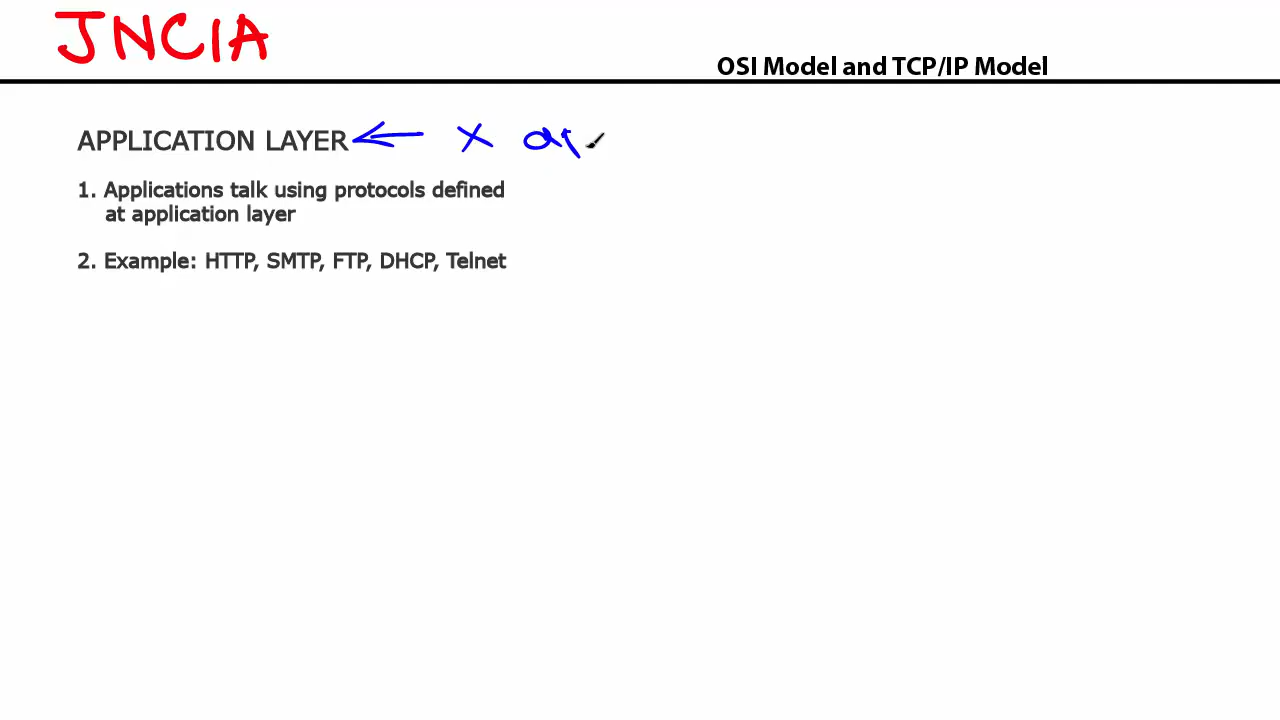 JNCIA
OSI Model and TCP/IP Model
APPLICATION LAYER ← X
1. Applications talk using protocols defined
at application layer
2. Example: HTTP, SMTP, FTP, DHCP, Telnet